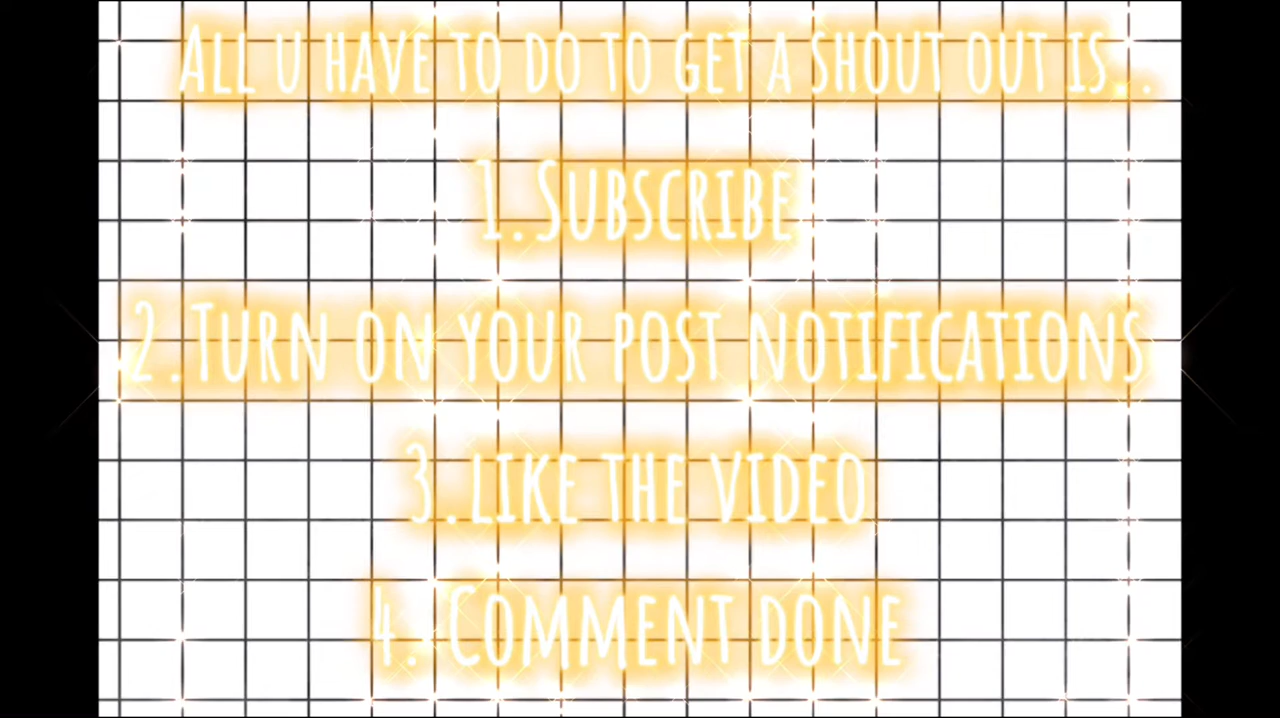 All u have to do to get a shout out is...
1.Subscribe
2.Turn on your post notifications
3.like the video
4. Comment done